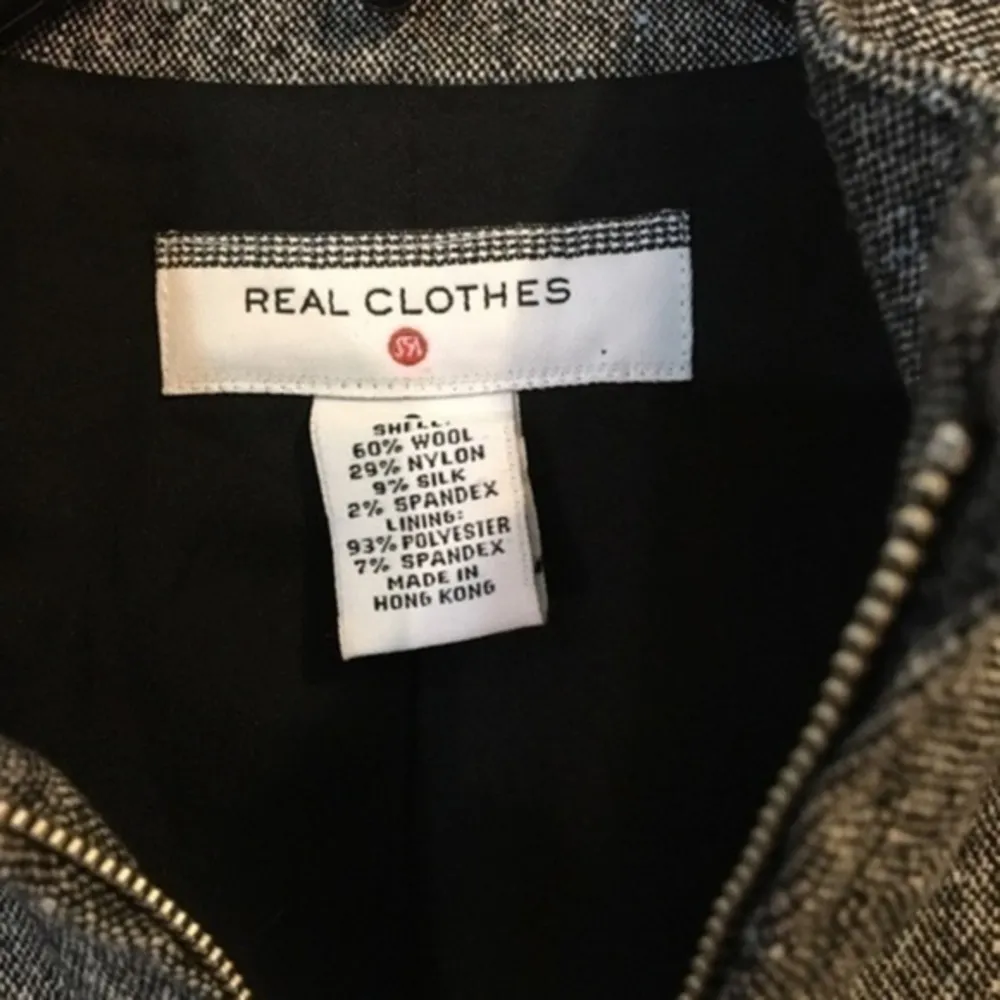 REAL CLOTHES
SHELL:
60% WOOL
29% NYLON
9% SILK
2% SPANDEX
LINING:
93% POLYESTER
7% SPANDEX
MADE IN
HONG KONG